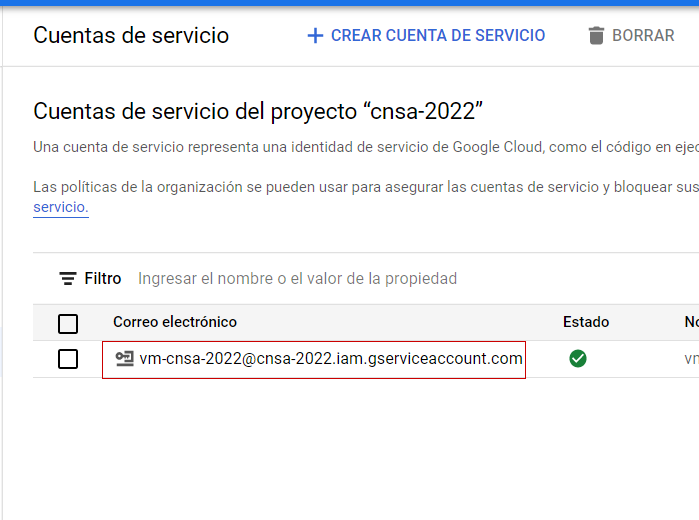 Cuentas de servicio
CREAR CUENTA DE SERVICIO
BORRAR
Cuentas de servicio del proyecto “cnsa-2022”
Una cuenta de servicio representa una identidad de servicio de Google Cloud, como el código en ejec
Las políticas de la organización se pueden usar para asegurar las cuentas de servicio y bloquear sus
servicio.
Filtro Ingresar el nombre o el valor de la propiedad
Correo electrónico Estado No
vm-cnsa-2022@cnsa-2022.iam.gserviceaccount.com vm